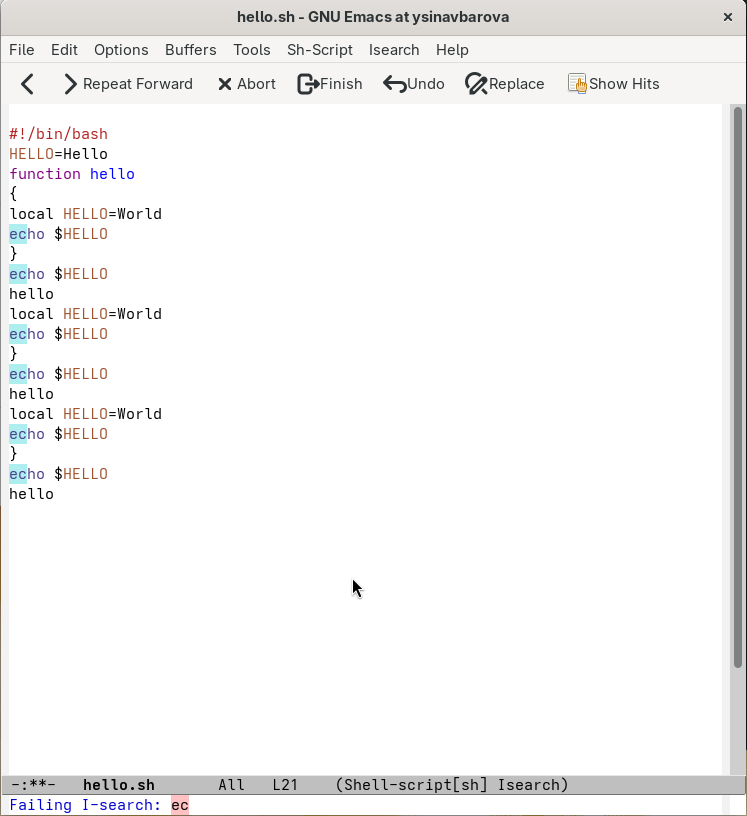 hello.sh - GNU Emacs at ysinavbarova
File Edit Options Buffers Tools Sh-Script Isearch Help
Repeat Forward Abort Finish Undo Replace Show Hits
#!/bin/bash
HELLO=Hello
function hello
{
local HELLO=World
echo $HELLO
}
echo $HELLO
hello
local HELLO=World
echo $HELLO
}
echo $HELLO
hello
local HELLO=World
echo $HELLO
}
echo $HELLO
hello
-:**- hello.sh All L21 (Shell-script[sh] Isearch)
Failing I-search: ec